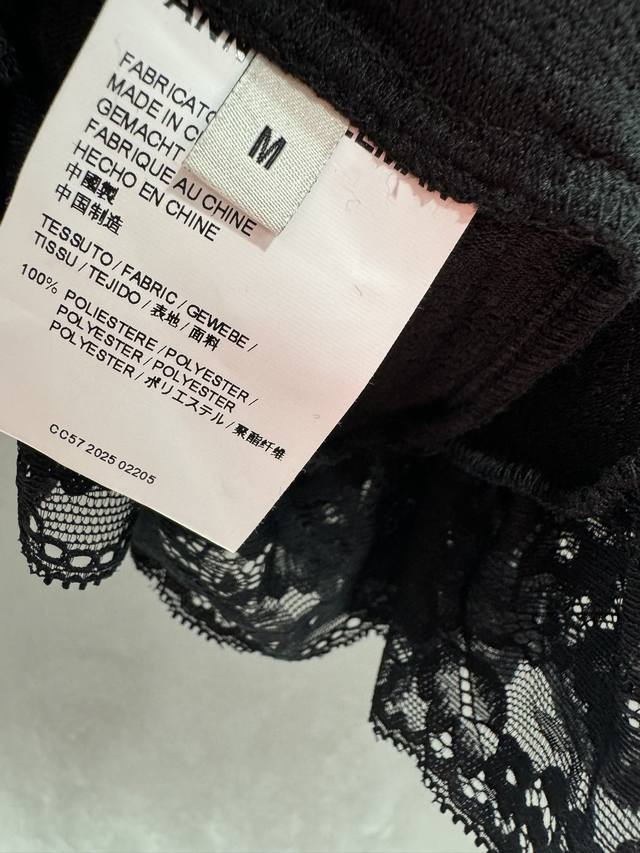 M
FABRICATO
MADE IN C
GEMACHT
FABRIQUE AU CHINE
HECHO EN CHINE
中國製
中国制造
TESSUTO / FABRIC / GEWEBE /
TISSU / TEJIDO / 表地 / 面料
100% POLIESTERE / POLYESTER /
POLYESTER / POLYESTER
POLYESTER / ポリエステル / 聚酯纤维
CC57 2025 02205